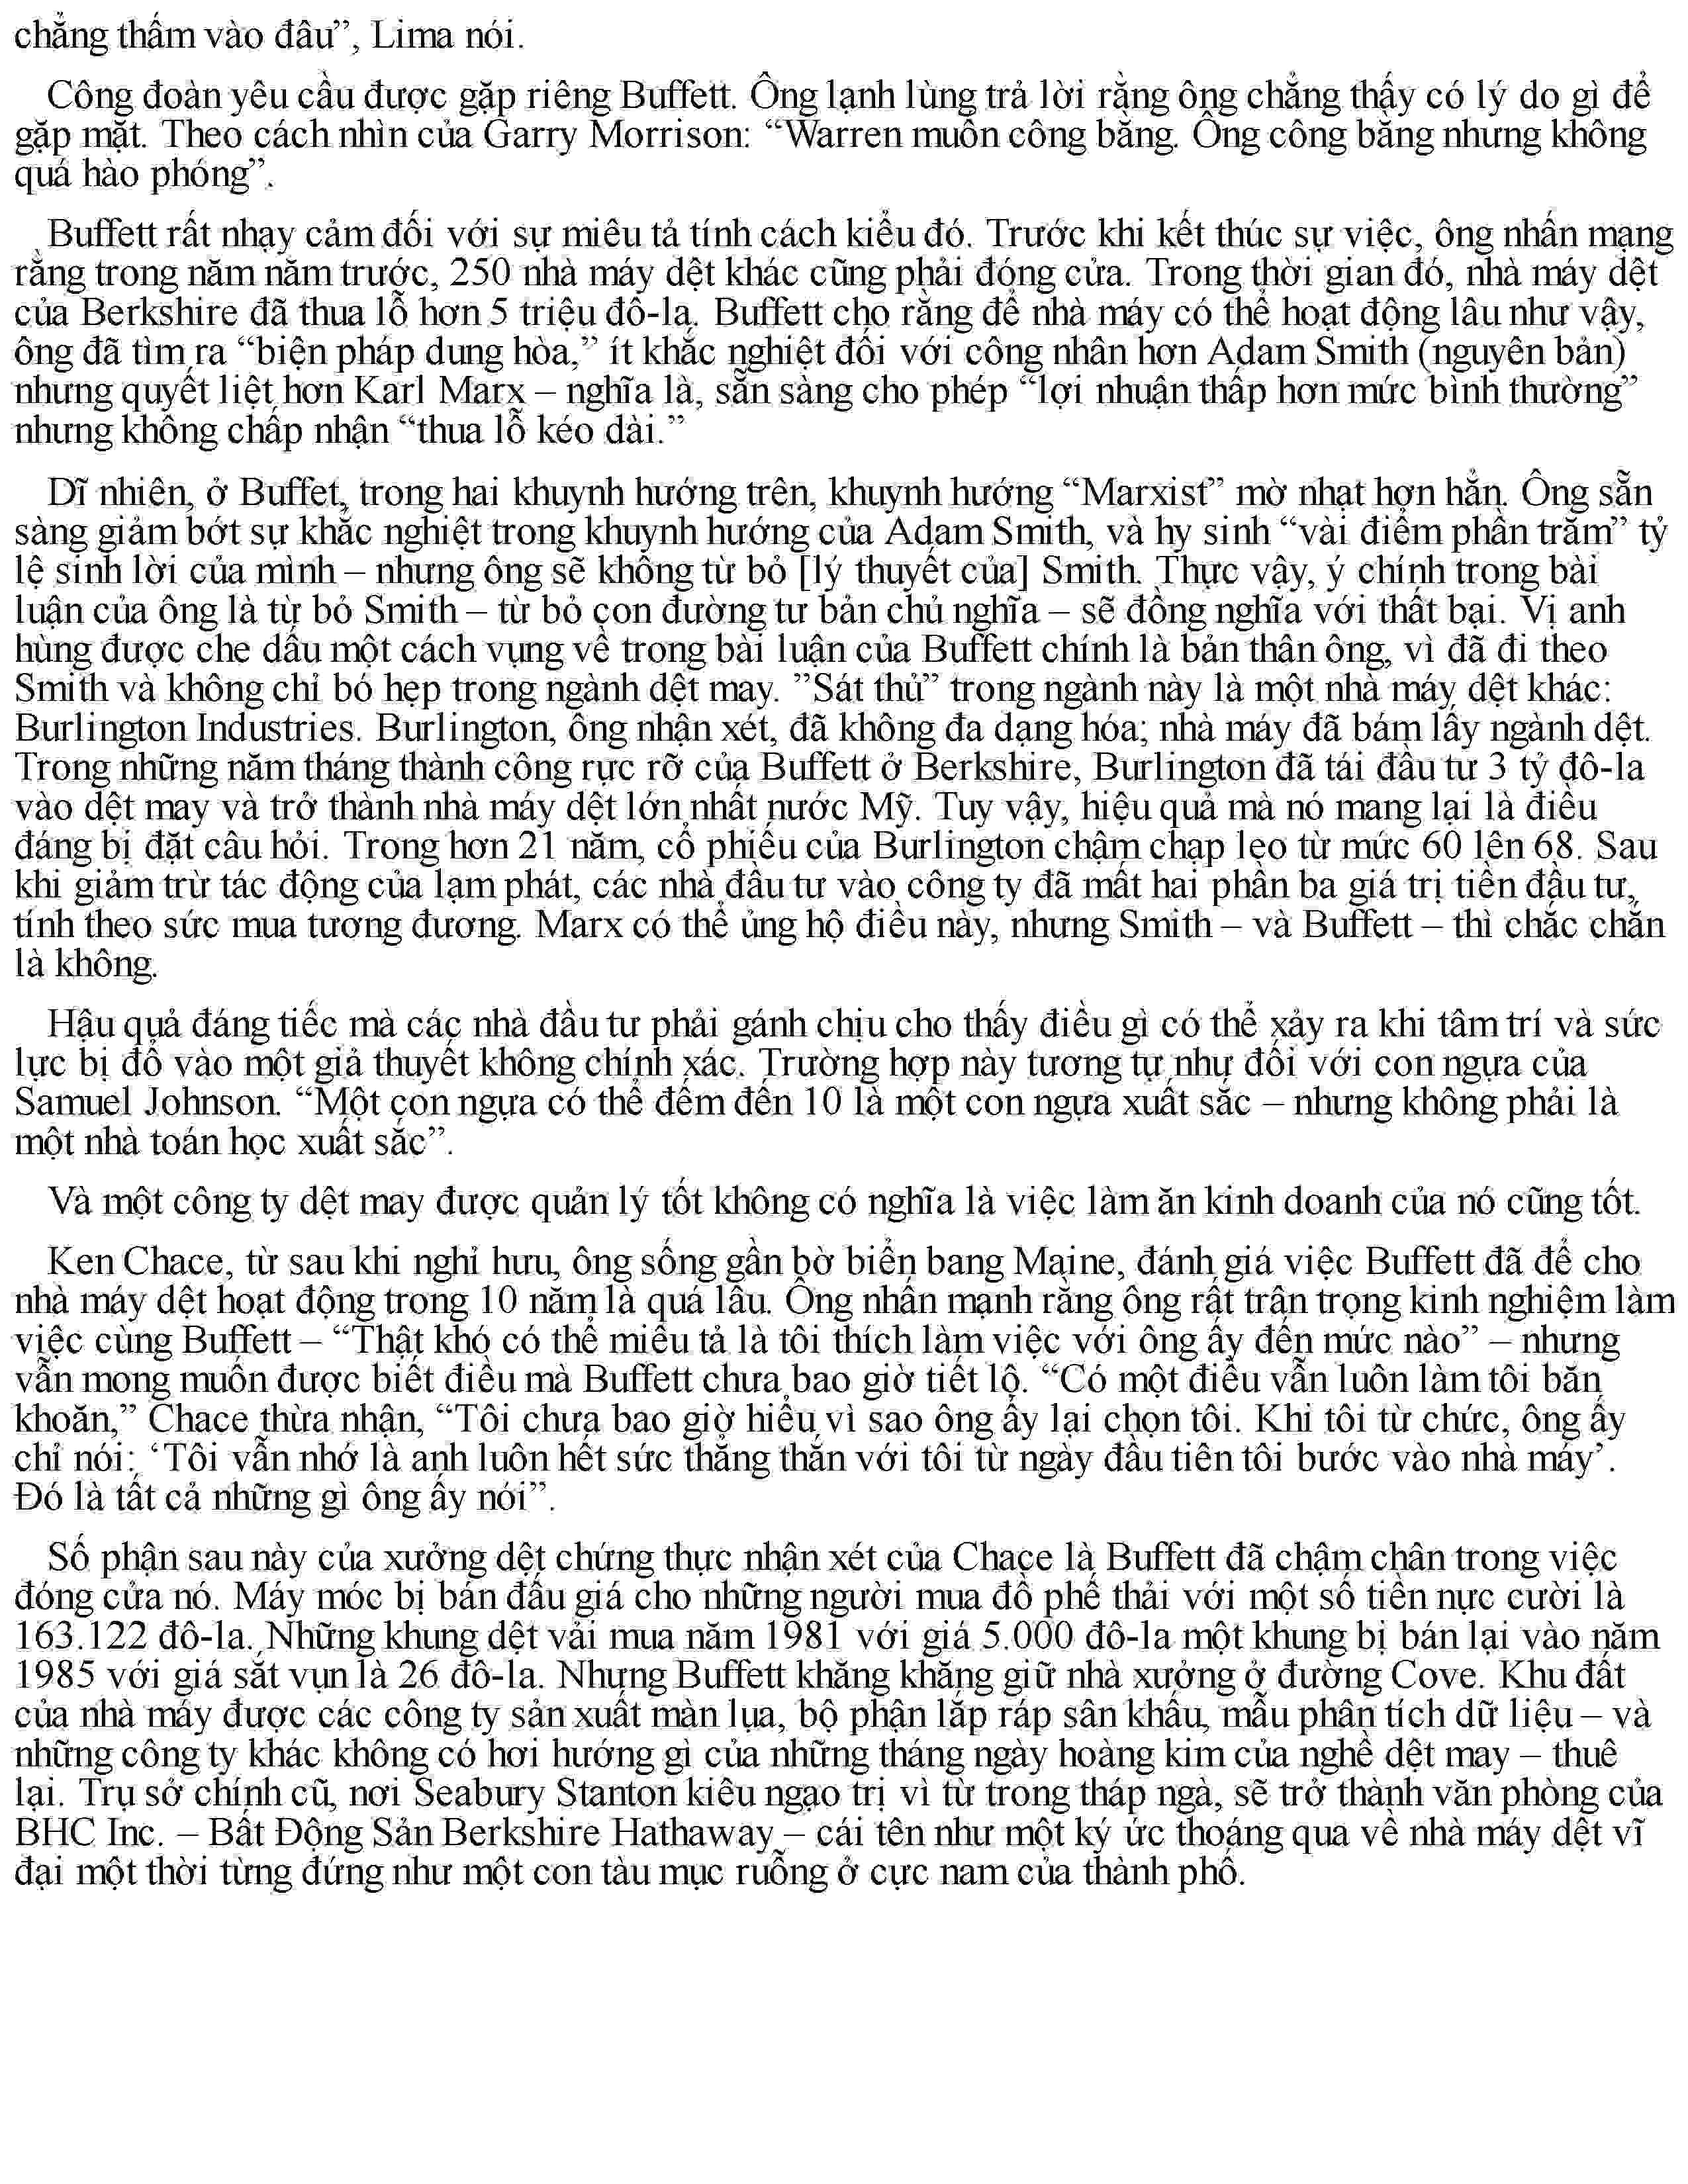 chẳng thấm vào đâu”, Lima nói.
Công đoàn yêu cầu được gặp riêng Buffett. Ông lạnh lùng trả lời rằng ông chẳng thấy có lý do gì để
gặp mặt. Theo cách nhìn của Garry Morrison: “Warren muốn công bằng. Ông công bằng nhưng không
quá hào phóng”.
Buffett rất nhạy cảm đối với sự miêu tả tính cách kiểu đó. Trước khi kết thúc sự việc, ông nhấn mạng
rằng trong năm năm trước, 250 nhà máy dệt khác cũng phải đóng cửa. Trong thời gian đó, nhà máy dệt
của Berkshire đã thua lỗ hơn 5 triệu đô-la. Buffett cho rằng để nhà máy có thể hoạt động lâu như vậy,
ông đã tìm ra “biện pháp dung hòa,” ít khắc nghiệt đối với công nhân hơn Adam Smith (nguyên bản)
nhưng quyết liệt hơn Karl Marx – nghĩa là, sẵn sàng cho phép “lợi nhuận thấp hơn mức bình thường”
nhưng không chấp nhận “thua lỗ kéo dài.”
Dĩ nhiên, ở Buffet, trong hai khuynh hướng trên, khuynh hướng “Marxist” mờ nhạt hơn hẳn. Ông sẵn
sàng giảm bớt sự khắc nghiệt trong khuynh hướng của Adam Smith, và hy sinh “vài điểm phần trăm” tỷ
lệ sinh lời của mình – nhưng ông sẽ không từ bỏ [lý thuyết của] Smith. Thực vậy, ý chính trong bài
luận của ông là từ bỏ Smith – từ bỏ con đường tư bản chủ nghĩa – sẽ đồng nghĩa với thất bại. Vị anh
hùng được che dấu một cách vụng về trong bài luận của Buffett chính là bản thân ông, vì đã đi theo
Smith và không chỉ bó hẹp trong ngành dệt may. ”Sát thủ” trong ngành này là một nhà máy dệt khác:
Burlington Industries. Burlington, ông nhận xét, đã không đa dạng hóa; nhà máy đã bám lấy ngành dệt.
Trong những năm tháng thành công rực rỡ của Buffett ở Berkshire, Burlington đã tái đầu tư 3 tỷ đô-la
vào dệt may và trở thành nhà máy dệt lớn nhất nước Mỹ. Tuy vậy, hiệu quả mà nó mang lại là điều
đáng bị đặt câu hỏi. Trong hơn 21 năm, cổ phiếu của Burlington chậm chạp leo từ mức 60 lên 68. Sau
khi giảm trừ tác động của lạm phát, các nhà đầu tư vào công ty đã mất hai phần ba giá trị tiền đầu tư,
tính theo sức mua tương đương. Marx có thể ủng hộ điều này, nhưng Smith – và Buffett – thì chắc chắn
là không.
Hậu quả đáng tiếc mà các nhà đầu tư phải gánh chịu cho thấy điều gì có thể xảy ra khi tâm trí và sức
lực bị đổ vào một giả thuyết không chính xác. Trường hợp này tương tự như đối với con ngựa của
Samuel Johnson. “Một con ngựa có thể đếm đến 10 là một con ngựa xuất sắc – nhưng không phải là
một nhà toán học xuất sắc”.
Và một công ty dệt may được quản lý tốt không có nghĩa là việc làm ăn kinh doanh của nó cũng tốt.
Ken Chace, từ sau khi nghỉ hưu, ông sống gần bờ biển bang Maine, đánh giá việc Buffett đã để cho
nhà máy dệt hoạt động trong 10 năm là quá lâu. Ông nhấn mạnh rằng ông rất trân trọng kinh nghiệm làm
việc cùng Buffett – “Thật khó có thể miêu tả là tôi thích làm việc với ông ấy đến mức nào” – nhưng
vẫn mong muốn được biết điều mà Buffett chưa bao giờ tiết lộ. “Có một điều vẫn luôn làm tôi băn
khoăn,” Chace thừa nhận, “Tôi chưa bao giờ hiểu vì sao ông ấy lại chọn tôi. Khi tôi từ chức, ông ấy
chỉ nói: ‘Tôi vẫn nhớ là anh luôn hết sức thẳng thắn với tôi từ ngày đầu tiên tôi bước vào nhà máy’.
Đó là tất cả những gì ông ấy nói”.
Số phận sau này của xưởng dệt chứng thực nhận xét của Chace là Buffett đã chậm chân trong việc
đóng cửa nó. Máy móc bị bán đấu giá cho những người mua đồ phế thải với một số tiền nực cười là
163.122 đô-la. Những khung dệt vải mua năm 1981 với giá 5.000 đô-la một khung bị bán lại vào năm
1985 với giá sắt vụn là 26 đô-la. Nhưng Buffett khăng khăng giữ nhà xưởng ở đường Cove. Khu đất
của nhà máy được các công ty sản xuất màn lụa, bộ phận lắp ráp sân khấu, mẫu phân tích dữ liệu – và
những công ty khác không có hơi hướng gì của những tháng ngày hoàng kim của nghề dệt may – thuê
lại. Trụ sở chính cũ, nơi Seabury Stanton kiêu ngạo trị vì từ trong tháp ngà, sẽ trở thành văn phòng của
BHC Inc. – Bất Động Sản Berkshire Hathaway – cái tên như một ký ức thoáng qua về nhà máy dệt vĩ
đại một thời từng đứng như một con tàu mục ruỗng ở cực nam của thành phố.